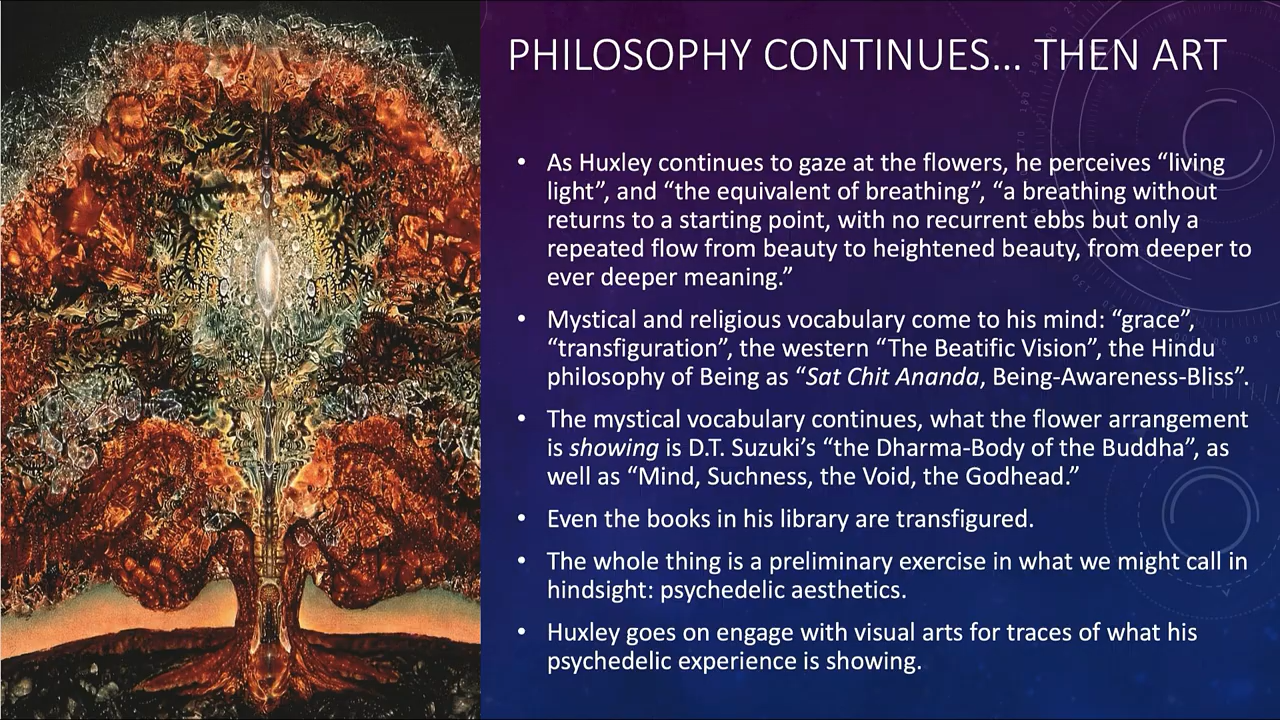 PHILOSOPHY CONTINUES... THEN ART
• As Huxley continues to gaze at the flowers, he perceives “living
light”, and “the equivalent of breathing”, “a breathing without
returns to a starting point, with no recurrent ebbs but only a
repeated flow from beauty to heightened beauty, from deeper to
ever deeper meaning.”
• Mystical and religious vocabulary come to his mind: “grace”,
“transfiguration”, the western “The Beatific Vision”, the Hindu
philosophy of Being as “Sat Chit Ananda, Being-Awareness-Bliss”.
• The mystical vocabulary continues, what the flower arrangement
is showing is D.T. Suzuki’s “the Dharma-Body of the Buddha”, as
well as “Mind, Suchness, the Void, the Godhead.”
• Even the books in his library are transfigured.
• The whole thing is a preliminary exercise in what we might call in
hindsight: psychedelic aesthetics.
• Huxley goes on engage with visual arts for traces of what his
psychedelic experience is showing.